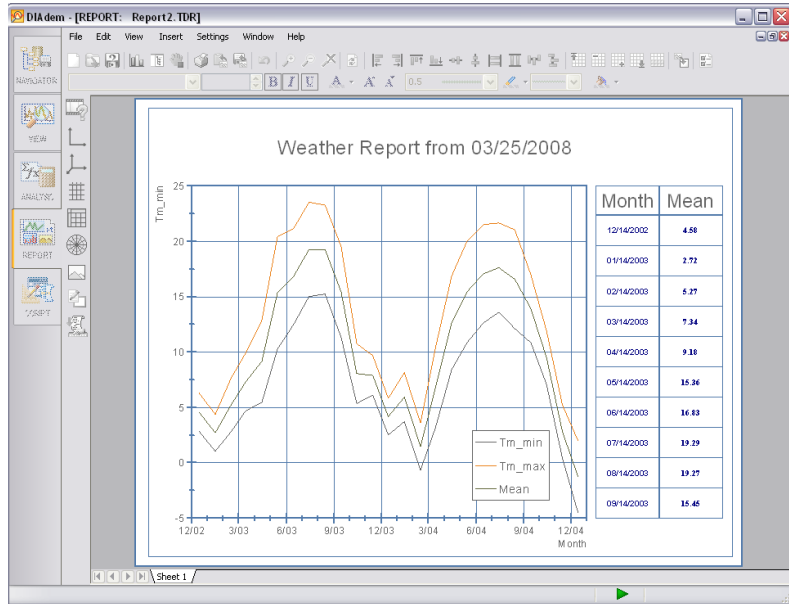 DIAdem - [REPORT:   Report2.TDR]
File Edit View Insert Settings Window Help
NAVIGATOR
VIEW
ANALYSIS
REPORT
SCRIPT
B I U A A A 0.5
Weather Report from 03/25/2008
Tm_min
25
20
15
10
5
0
-5
12/02 3/03 6/03 9/03 12/03 3/04 6/04 9/04 12/04
Month
Tm_min
Tm_max
Mean
Month Mean
12/14/2002 4.58
01/14/2003 2.72
02/14/2003 5.27
03/14/2003 7.34
04/14/2003 9.18
05/14/2003 15.36
06/14/2003 16.83
07/14/2003 19.29
08/14/2003 19.27
09/14/2003 15.45
Sheet 1